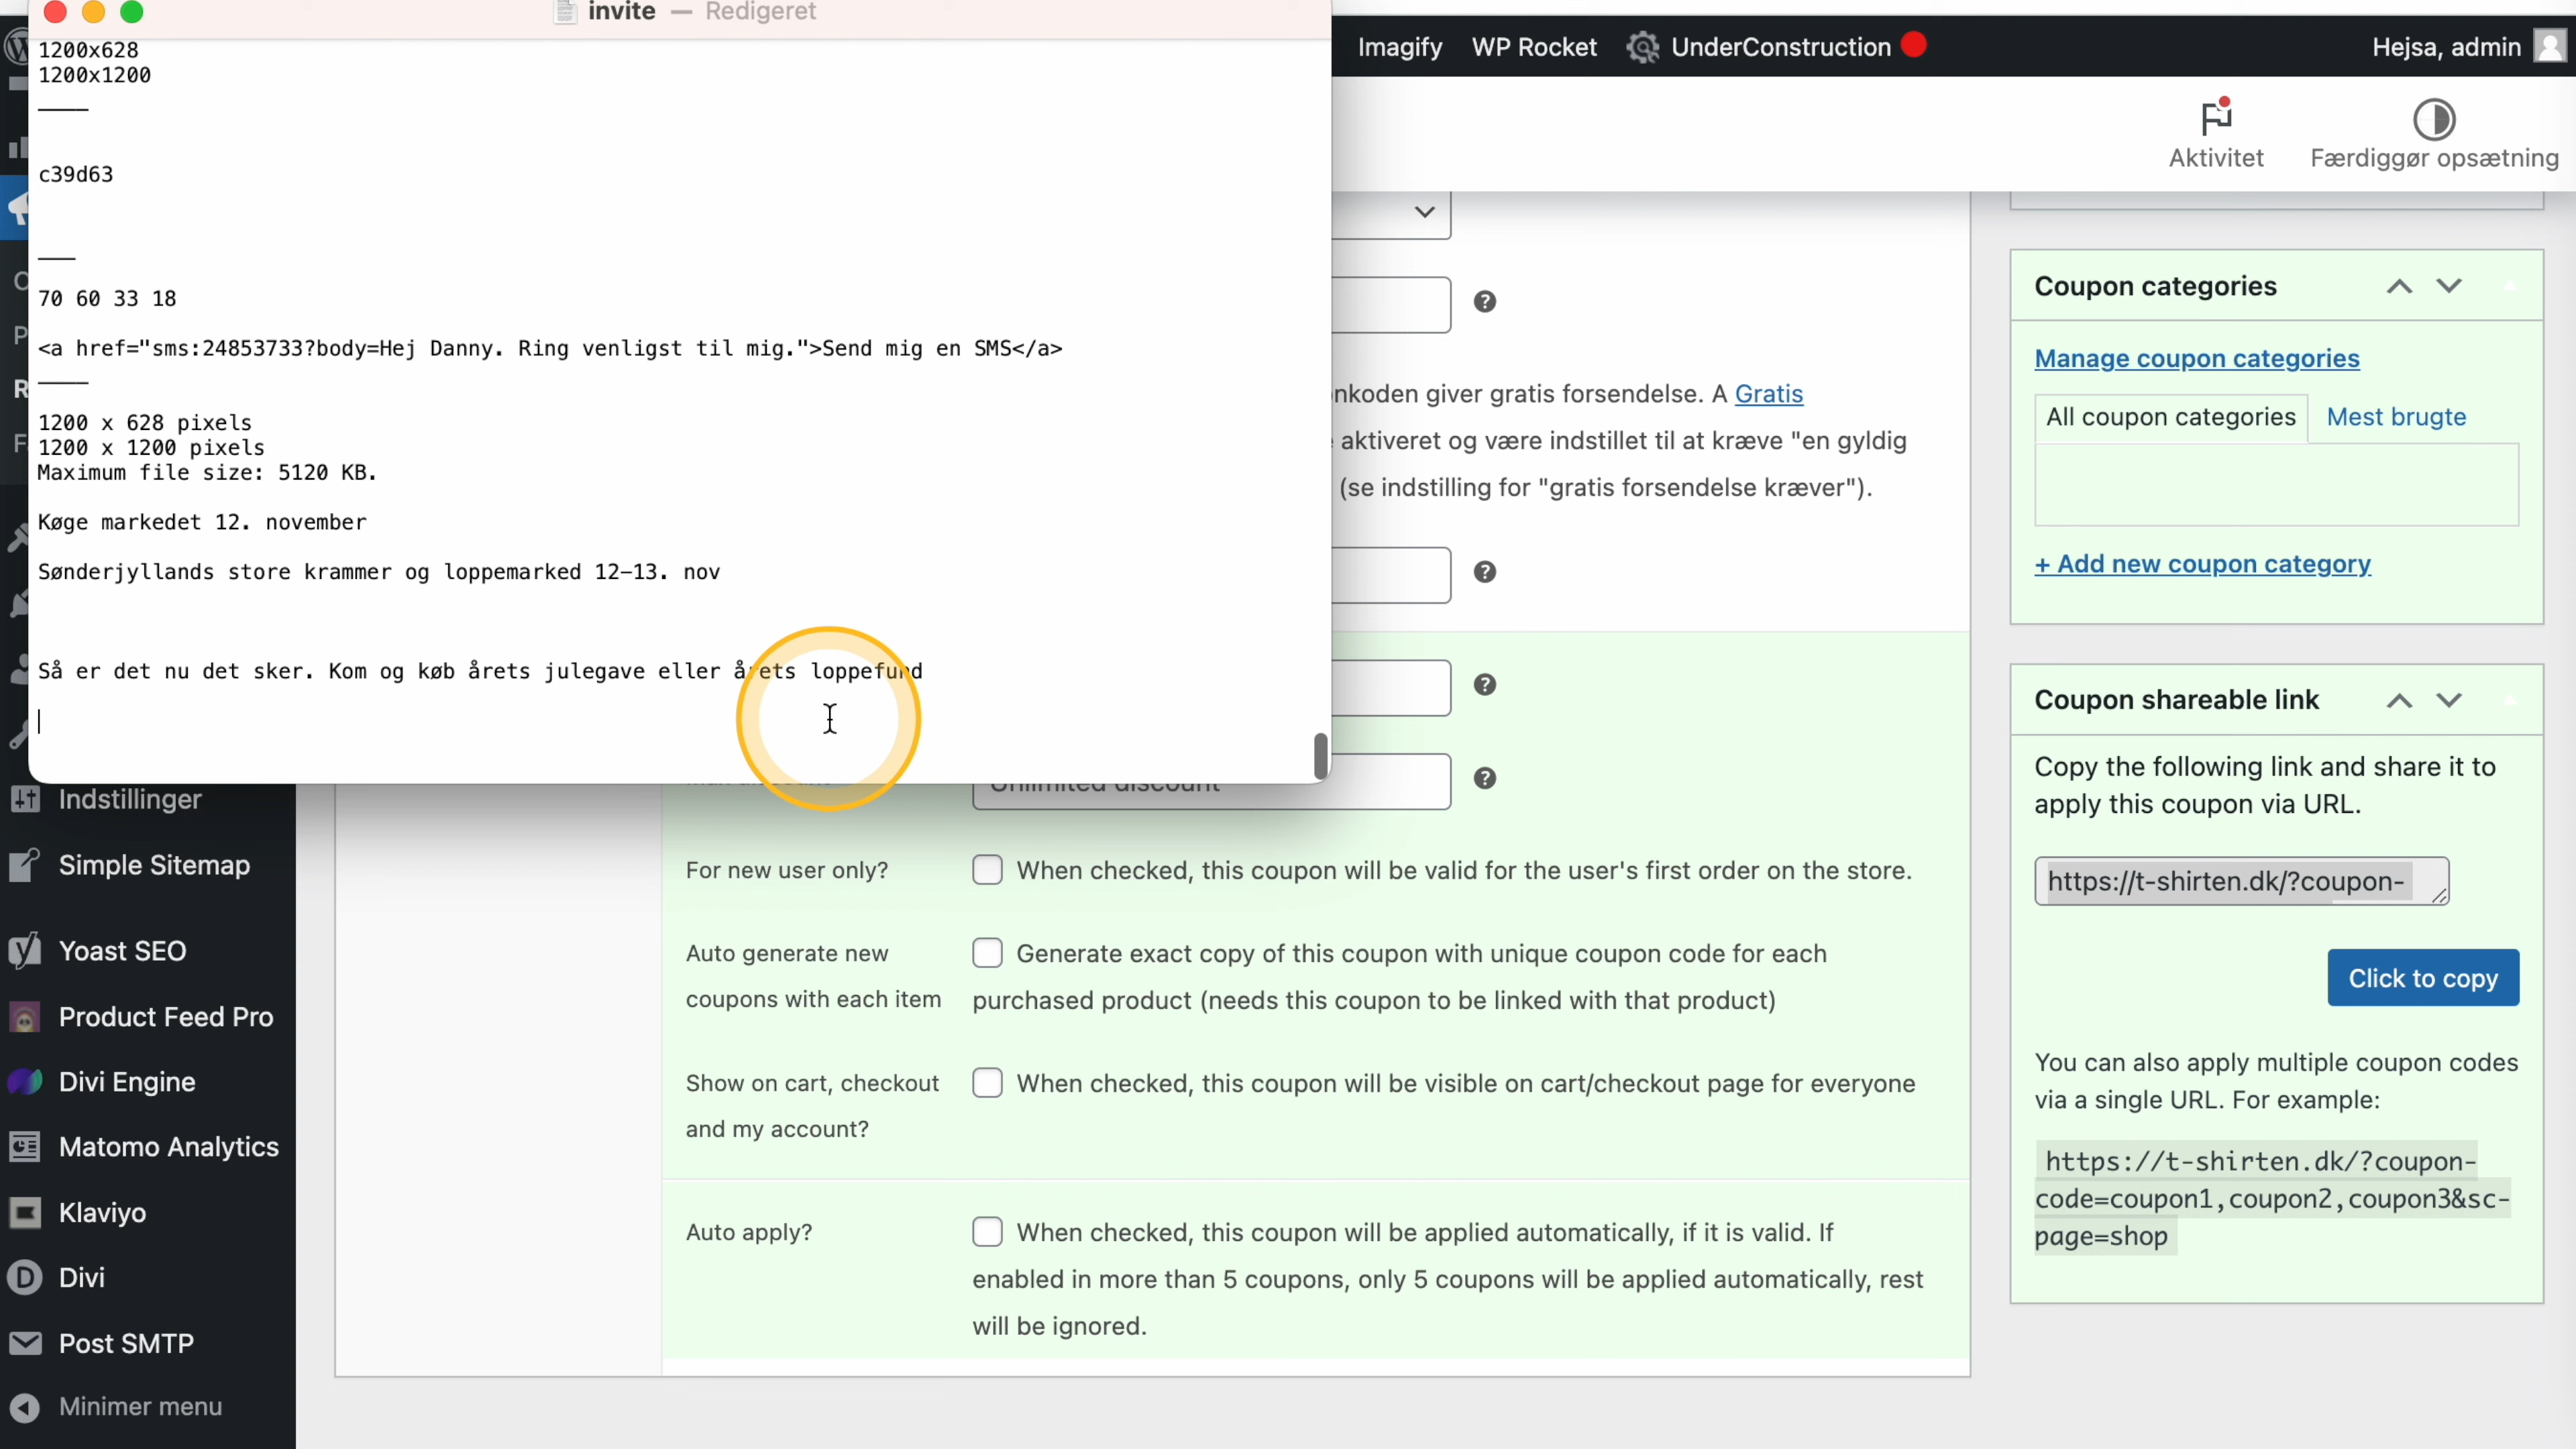 invite — Redigeret
1200x628
1200x1200
c39d63
70 60 33 18
<a href="sms:24853733?body=Hej Danny. Ring venligst til mig.">Send mig en SMS</a>
1200 x 628 pixels
1200 x 1200 pixels
Maximum file size: 5120 KB.
Køge markedet 12. november
Sønderjyllands store krammer og loppemarked 12-13. nov
Så er det nu det sker. Kom og køb årets julegave eller årets loppefund
Imagify WP Rocket UnderConstruction
Hejsa, admin
Aktivitet
Færdiggør opsætning
nkoden giver gratis forsendelse. A Gratis
aktiveret og være indstillet til at kræve "en gyldig
(se indstilling for "gratis forsendelse kræver").
Unlimited discount
For new user only?
When checked, this coupon will be valid for the user's first order on the store.
Auto generate new
coupons with each item
Generate exact copy of this coupon with unique coupon code for each
purchased product (needs this coupon to be linked with that product)
Show on cart, checkout
and my account?
When checked, this coupon will be visible on cart/checkout page for everyone
Auto apply?
When checked, this coupon will be applied automatically, if it is valid. If
enabled in more than 5 coupons, only 5 coupons will be applied automatically, rest
will be ignored.
Indstillinger
Simple Sitemap
Yoast SEO
Product Feed Pro
Divi Engine
Matomo Analytics
Klaviyo
Divi
Post SMTP
Minimer menu
Coupon categories
Manage coupon categories
All coupon categories
Mest brugte
+ Add new coupon category
Coupon shareable link
Copy the following link and share it to
apply this coupon via URL.
https://t-shirten.dk/?coupon-
Click to copy
You can also apply multiple coupon codes
via a single URL. For example:
https://t-shirten.dk/?coupon-
code=coupon1,coupon2,coupon3&sc-
page=shop